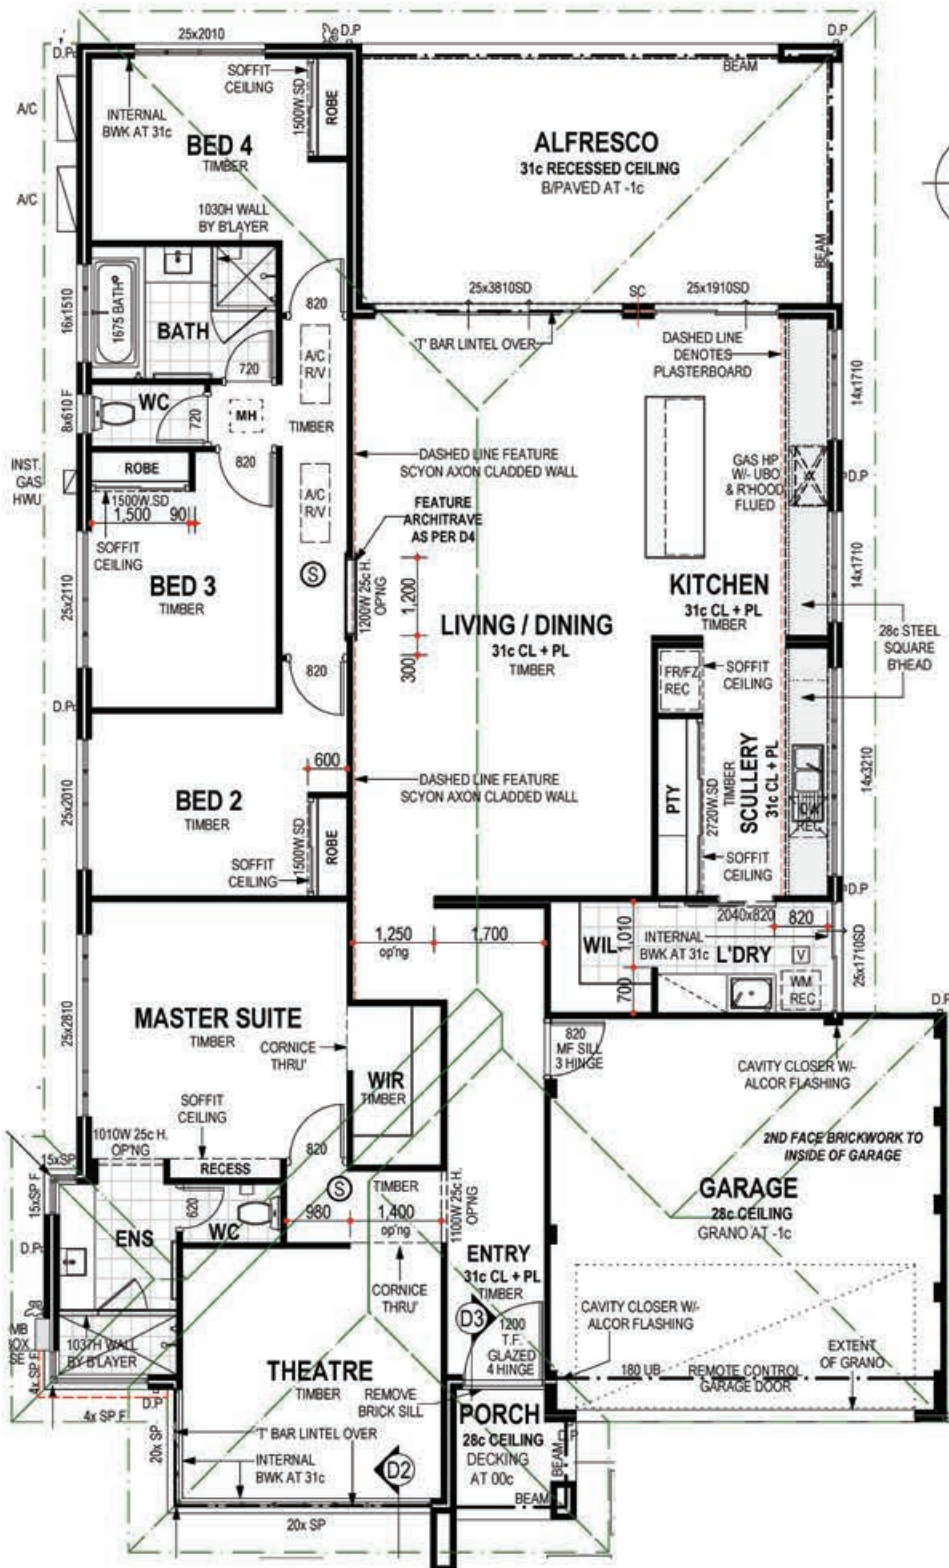 25x2010
D.P
D.P
D.P
SOFFIT
CEILING
1500W.SD
ROBE
BEAM
A/C
INTERNAL
BWK AT 31c
BED 4
TIMBER
ALFRESCO
31c RECESSED CEILING
B/PAVED AT -1c
A/C
1030H WALL
BY B'LAYER
BEAM
820
25x3810SD
SC
25x1910SD
16x1510
1675 BATH
BATH
'T' BAR LINTEL OVER
DASHED LINE
DENOTES
PLASTERBOARD
A/C
R/V
720
14x1710
8x610 F
WC
720
MH
TIMBER
820
DASHED LINE FEATURE
SCYON AXON CLADDED WALL
INST.
GAS
HWU
ROBE
1500W.SD
1,500
90
SOFFIT
CEILING
A/C
R/V
GAS HP
W/- UBO
& R'HOOD
FLUED
D.P
FEATURE
ARCHITRAVE
AS PER D4
S
1200W 25c H.
OP'NG
1,200
300
25x2110
BED 3
TIMBER
KITCHEN
31c CL + PL
TIMBER
14x1710
28c STEEL
SQUARE
B'HEAD
LIVING / DINING
31c CL + PL
TIMBER
820
FR/FZ
REC
SOFFIT
CEILING
D.P
600
25x2010
BED 2
TIMBER
DASHED LINE FEATURE
SCYON AXON CLADDED WALL
PTY
2720W.SD
TIMBER
SCULLERY
31c CL + PL
14x3210
REC
1500W.SD
ROBE
SOFFIT
CEILING
SOFFIT
CEILING
D.P
2040x820
820
1,250
op'ng
1,700
WIL
1,010
700
INTERNAL
BWK AT 31c
L'DRY
V
WM
REC
25x1710SD
D.P
25x2810
MASTER SUITE
TIMBER
CORNICE
THRU'
WIR
TIMBER
820
MF SILL
3 HINGE
CAVITY CLOSER W/-
ALCOR FLASHING
SOFFIT
CEILING
1010W 25c H.
OP'NG
820
RECESS
2ND FACE BRICKWORK TO
INSIDE OF GARAGE
15xSP
15xSP F
GARAGE
28c CEILING
GRANO AT -1c
S
TIMBER
980
1,400
op'ng
1100W 25c H.
OP'NG
620
WC
ENS
D.P
ENTRY
31c CL + PL
TIMBER
CORNICE
THRU'
D3
1200
T.F.
GLAZED
4 HINGE
CAVITY CLOSER W/-
ALCOR FLASHING
EXTENT
OF GRANO
MB
OX
1037H WALL
BY B'LAYER
4x SP F
THEATRE
TIMBER
REMOVE
BRICK SILL
180 UB
REMOTE CONTROL
GARAGE DOOR
D.P
4x SP F
20x SP
'T' BAR LINTEL OVER
INTERNAL
BWK AT 31c
D2
PORCH
28c CEILING
DECKING
AT 00c
D.P
BEAM
BEAM
20x SP